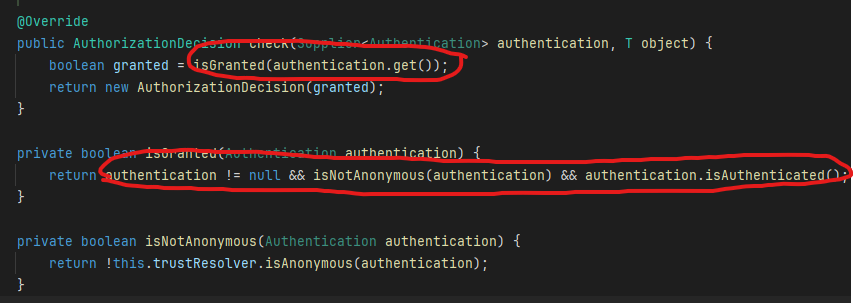 @Override
public AuthorizationDecision check(Supplier<Authentication> authentication, T object) {
boolean granted = isGranted(authentication.get());
return new AuthorizationDecision(granted);
}
private boolean isGranted(Authentication authentication) {
return authentication != null && isNotAnonymous(authentication) && authentication.isAuthenticated();
}
private boolean isNotAnonymous(Authentication authentication) {
return !this.trustResolver.isAnonymous(authentication);
}